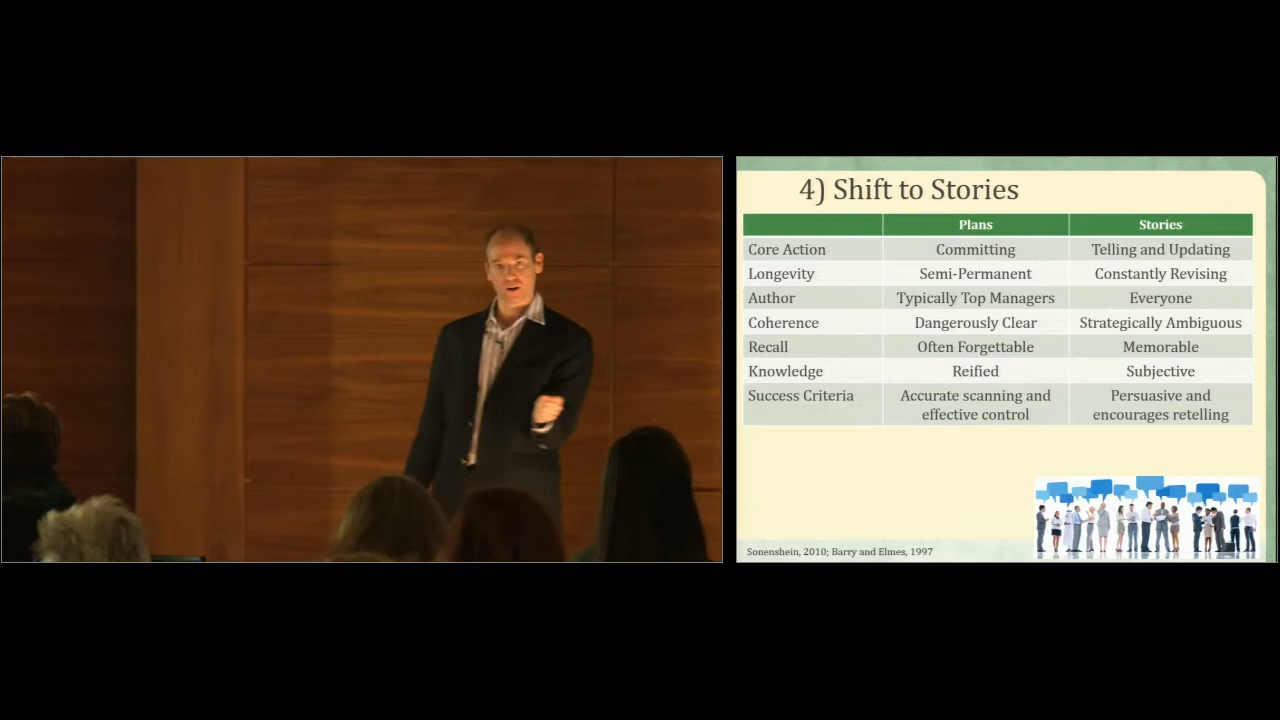 4) Shift to Stories
Plans Stories
Core Action Committing Telling and Updating
Longevity Semi-Permanent Constantly Revising
Author Typically Top Managers Everyone
Coherence Dangerously Clear Strategically Ambiguous
Recall Often Forgettable Memorable
Knowledge Reified Subjective
Success Criteria Accurate scanning and Persuasive and
effective control encourages retelling
Sonenshein, 2010; Barry and Elmes, 1997